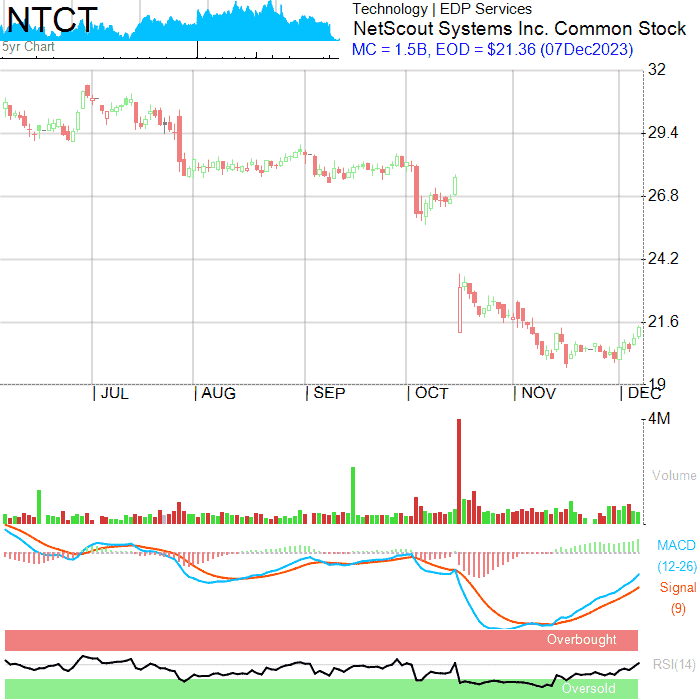 NTCT
5yr Chart
Technology | EDP Services
NetScout Systems Inc. Common Stock
MC = 1.5B, EOD = $21.36 (07Dec2023)
32
29.4
26.8
24.2
21.6
19
| JUL | AUG | SEP | OCT | NOV | DEC
4M
Volume
MACD
(12-26)
Signal
(9)
Overbought
RSI(14)
Oversold